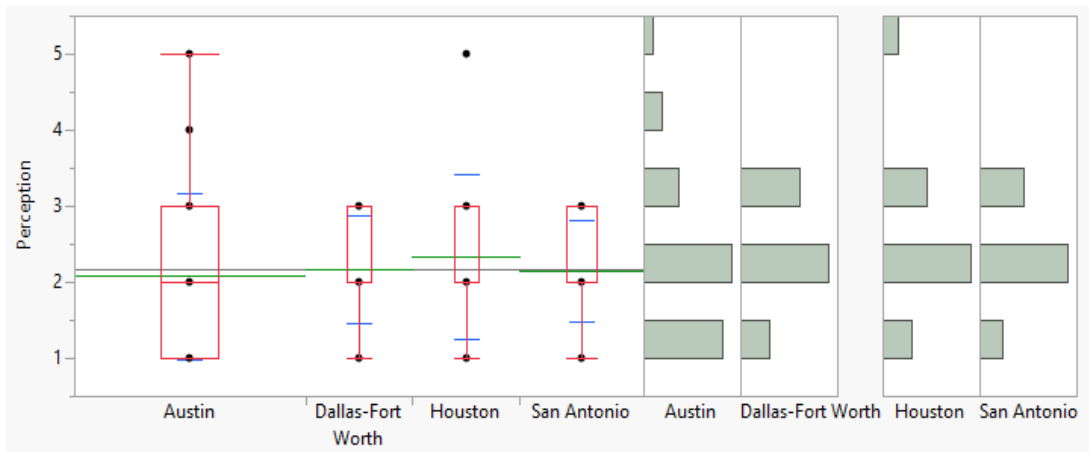 5
4
3
2
1
Perception
Austin
Dallas-Fort
Worth
Houston
San Antonio
Austin
Dallas-Fort Worth
Houston
San Antonio